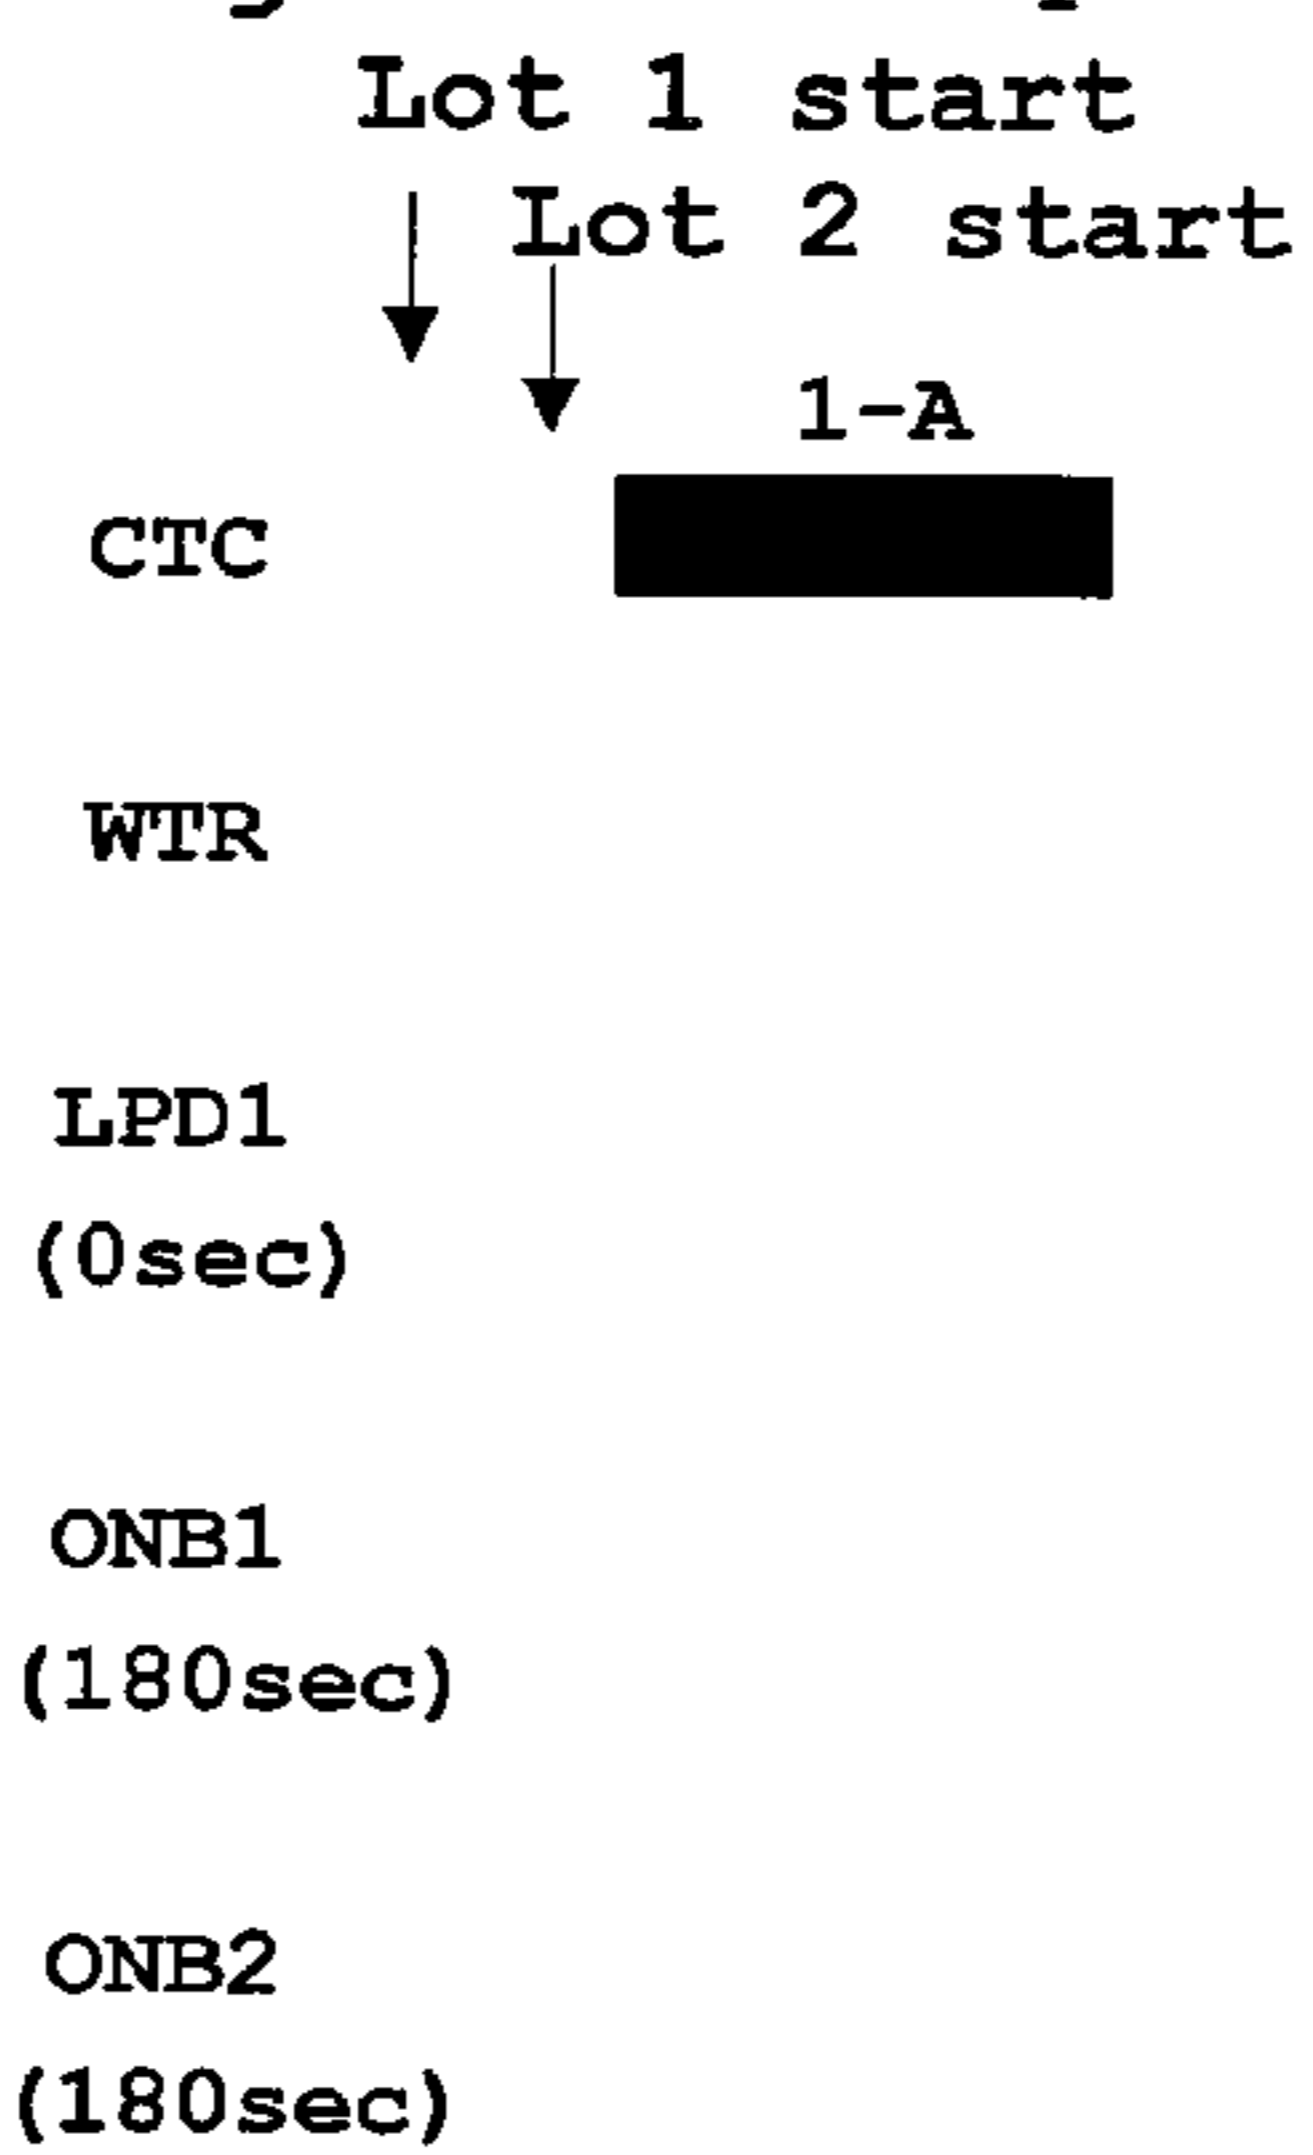 Lot 1 start
Lot 2 start
1-A
CTC
WTR
LPD1
(0sec)
ONB1
(180sec)
ONB2
(180sec)